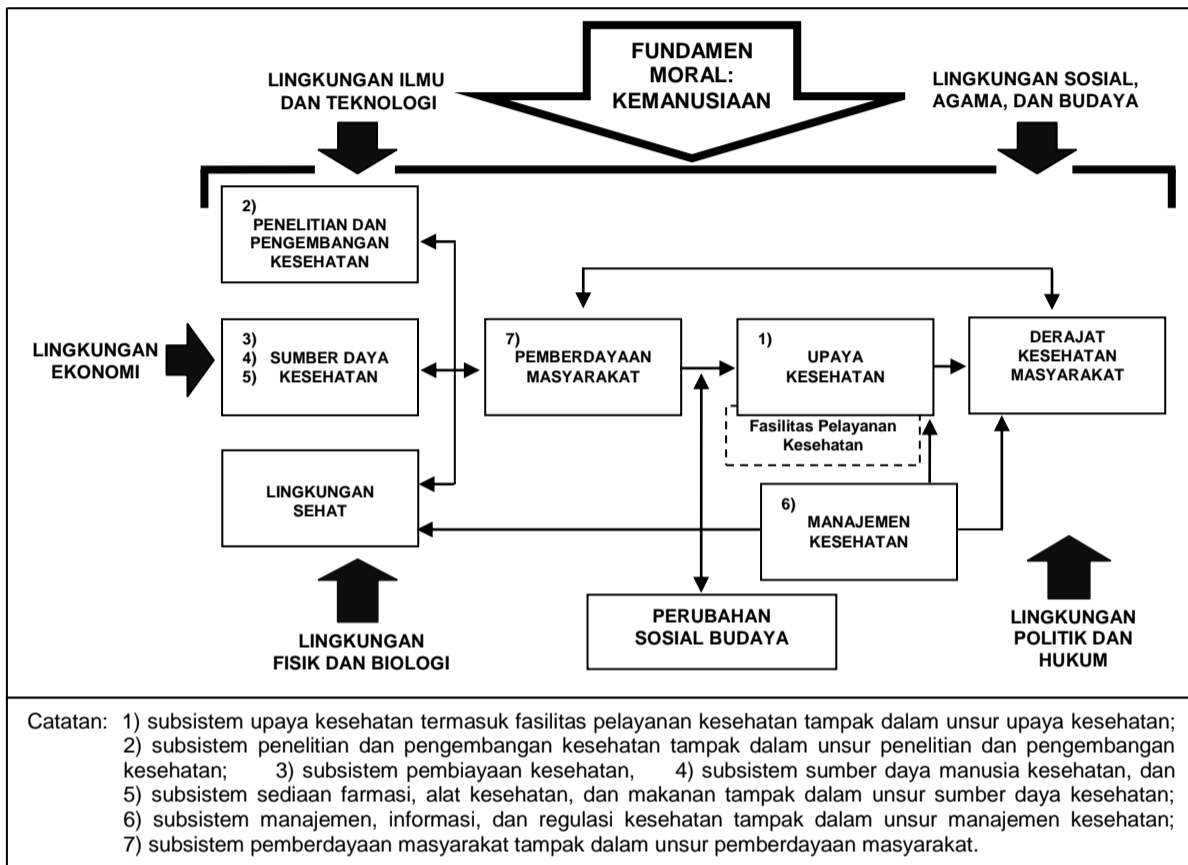 FUNDAMEN
MORAL:
KEMANUSIAAN
LINGKUNGAN ILMU
DAN TEKNOLOGI
LINGKUNGAN SOSIAL,
AGAMA, DAN BUDAYA
2)
PENELITIAN DAN
PENGEMBANGAN
KESEHATAN
LINGKUNGAN
EKONOMI
3)
4) SUMBER DAYA
5) KESEHATAN
7)
PEMBERDAYAAN
MASYARAKAT
1)
UPAYA
KESEHATAN
DERAJAT
KESEHATAN
MASYARAKAT
Fasilitas Pelayanan
Kesehatan
LINGKUNGAN
SEHAT
6)
MANAJEMEN
KESEHATAN
PERUBAHAN
SOSIAL BUDAYA
LINGKUNGAN
FISIK DAN BIOLOGI
LINGKUNGAN
POLITIK DAN
HUKUM
Catatan: 1) subsistem upaya kesehatan termasuk fasilitas pelayanan kesehatan tampak dalam unsur upaya kesehatan;
2) subsistem penelitian dan pengembangan kesehatan tampak dalam unsur penelitian dan pengembangan
kesehatan; 3) subsistem pembiayaan kesehatan, 4) subsistem sumber daya manusia kesehatan, dan
5) subsistem sediaan farmasi, alat kesehatan, dan makanan tampak dalam unsur sumber daya kesehatan;
6) subsistem manajemen, informasi, dan regulasi kesehatan tampak dalam unsur manajemen kesehatan;
7) subsistem pemberdayaan masyarakat tampak dalam unsur pemberdayaan masyarakat.